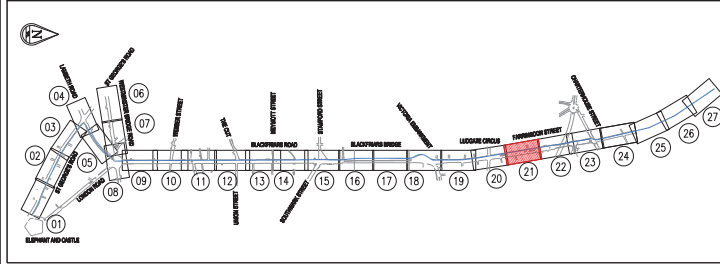 N
LAMBETH ROAD
ST GEORGE'S ROAD
04
06
WESTMINSTER BRIDGE ROAD
07
03
02
05
ST GEORGE'S ROAD
LONDON ROAD
01
ELEPHANT AND CASTLE
08
09
WEBBER STREET
10
11
THE CUT
12
UNION STREET
BLACKFRIARS ROAD
13
MEYMOTT STREET
14
STAMFORD STREET
15
SOUTHWARK STREET
BLACKFRIARS BRIDGE
16
17
VICTORIA EMBANKMENT
18
19
LUDGATE CIRCUS
20
FARRINGDON STREET
21
22
CHARTERHOUSE STREET
23
24
25
26
27